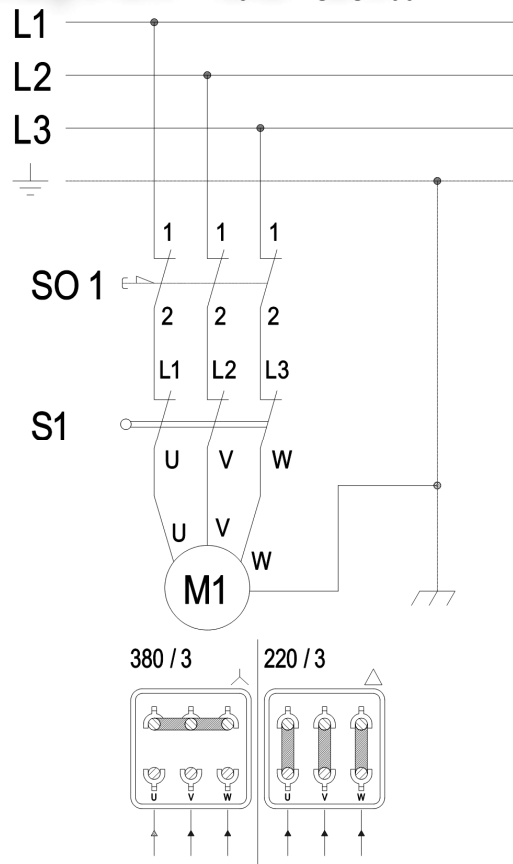 L1
L2
L3
1 1 1
SO 1
2 2 2
L1 L2 L3
S1
U V W
U V W
M1
380 / 3 220 / 3
U V W U V W